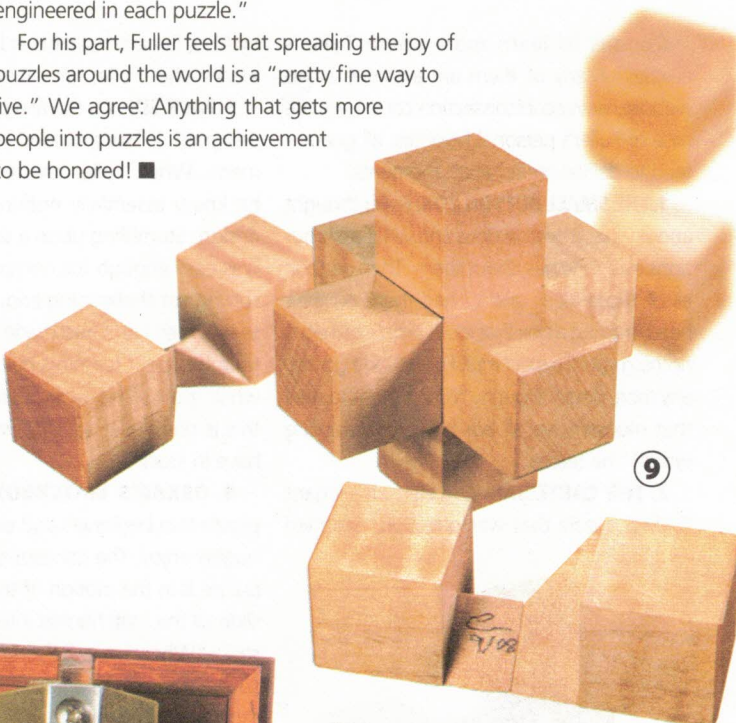 engineered in each puzzle."
For his part, Fuller feels that spreading the joy of
puzzles around the world is a "pretty fine way to
live." We agree: Anything that gets more
people into puzzles is an achievement
to be honored! ■
9